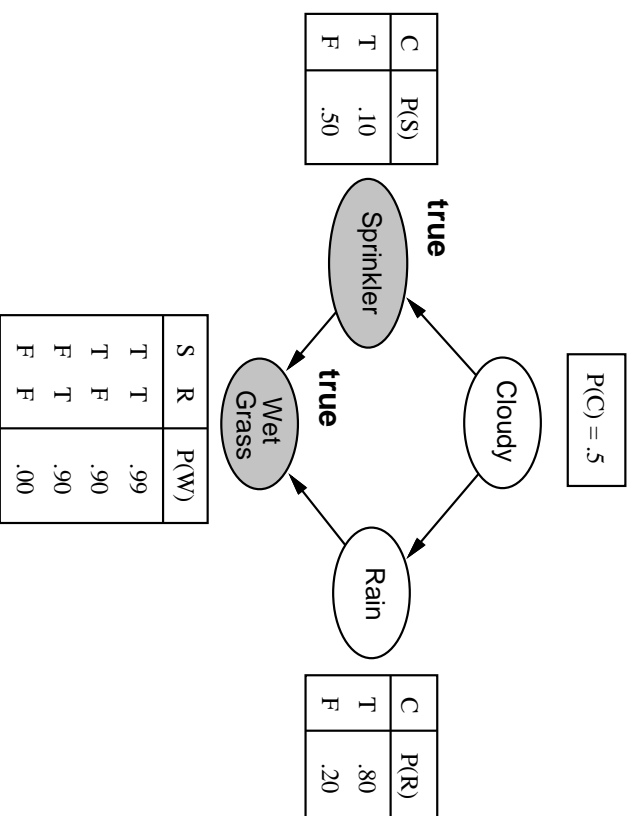 P(C) = .5
Cloudy
C P(S)
T .10
F .50
true
Sprinkler
Rain
C P(R)
T .80
F .20
true
Wet
Grass
S R P(W)
T T .99
T F .90
F T .90
F F .00